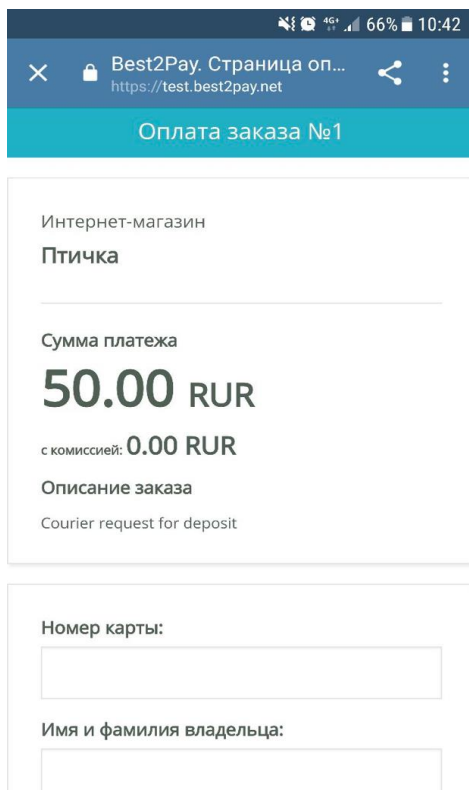 4G+ 66% 10:42
Best2Pay. Страница оп...
https://test.best2pay.net
Оплата заказа №1
Интернет-магазин
Птичка
Сумма платежа
50.00 RUR
с комиссией: 0.00 RUR
Описание заказа
Courier request for deposit
Номер карты:
Имя и фамилия владельца: